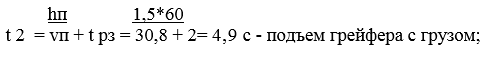 hп 1,5*60
t 2 = vп + t рз = 30,8 + 2= 4,9 с - подъем грейфера с грузом;